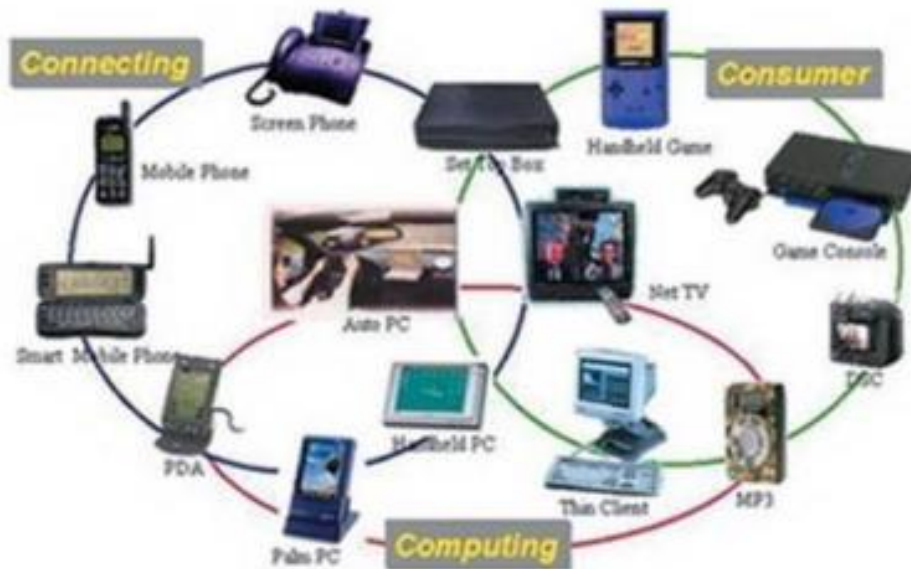 Connecting
Consumer
Screen Phone
Set Top Box
Handheld Game
Mobile Phone
Game Console
Auto PC
Net TV
Smart Mobile Phone
DSC
PDA
Handheld PC
Thin Client
MP3
Palm PC
Computing